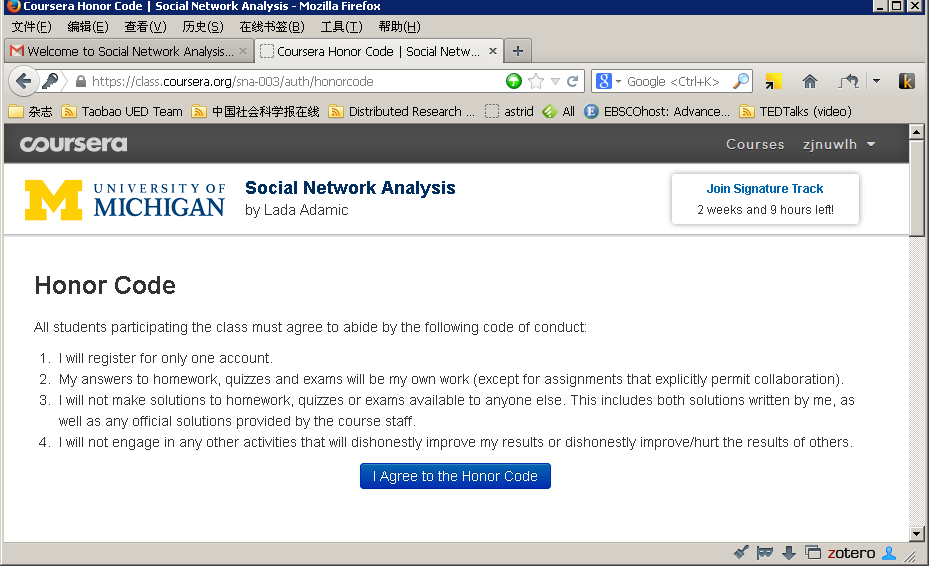 Coursera Honor Code | Social Network Analysis - Mozilla Firefox
文件(F) 编辑(E) 查看(V) 历史(S) 在线书签(B) 工具(T) 帮助(H)
Welcome to Social Network Analysis... Coursera Honor Code | Social Netw...
https://class.coursera.org/sna-003/auth/honorcode Google <Ctrl+K>
杂志 Taobao UED Team 中国社会科学报在线 Distributed Research ... astrid All EBSCOhost: Advance... TEDTalks (video)
coursera Courses zjnuwlh
UNIVERSITY OF MICHIGAN
Social Network Analysis
by Lada Adamic
Join Signature Track
2 weeks and 9 hours left!
Honor Code
All students participating the class must agree to abide by the following code of conduct:
1. I will register for only one account.
2. My answers to homework, quizzes and exams will be my own work (except for assignments that explicitly permit collaboration).
3. I will not make solutions to homework, quizzes or exams available to anyone else. This includes both solutions written by me, as
well as any official solutions provided by the course staff.
4. I will not engage in any other activities that will dishonestly improve my results or dishonestly improve/hurt the results of others.
I Agree to the Honor Code
zotero